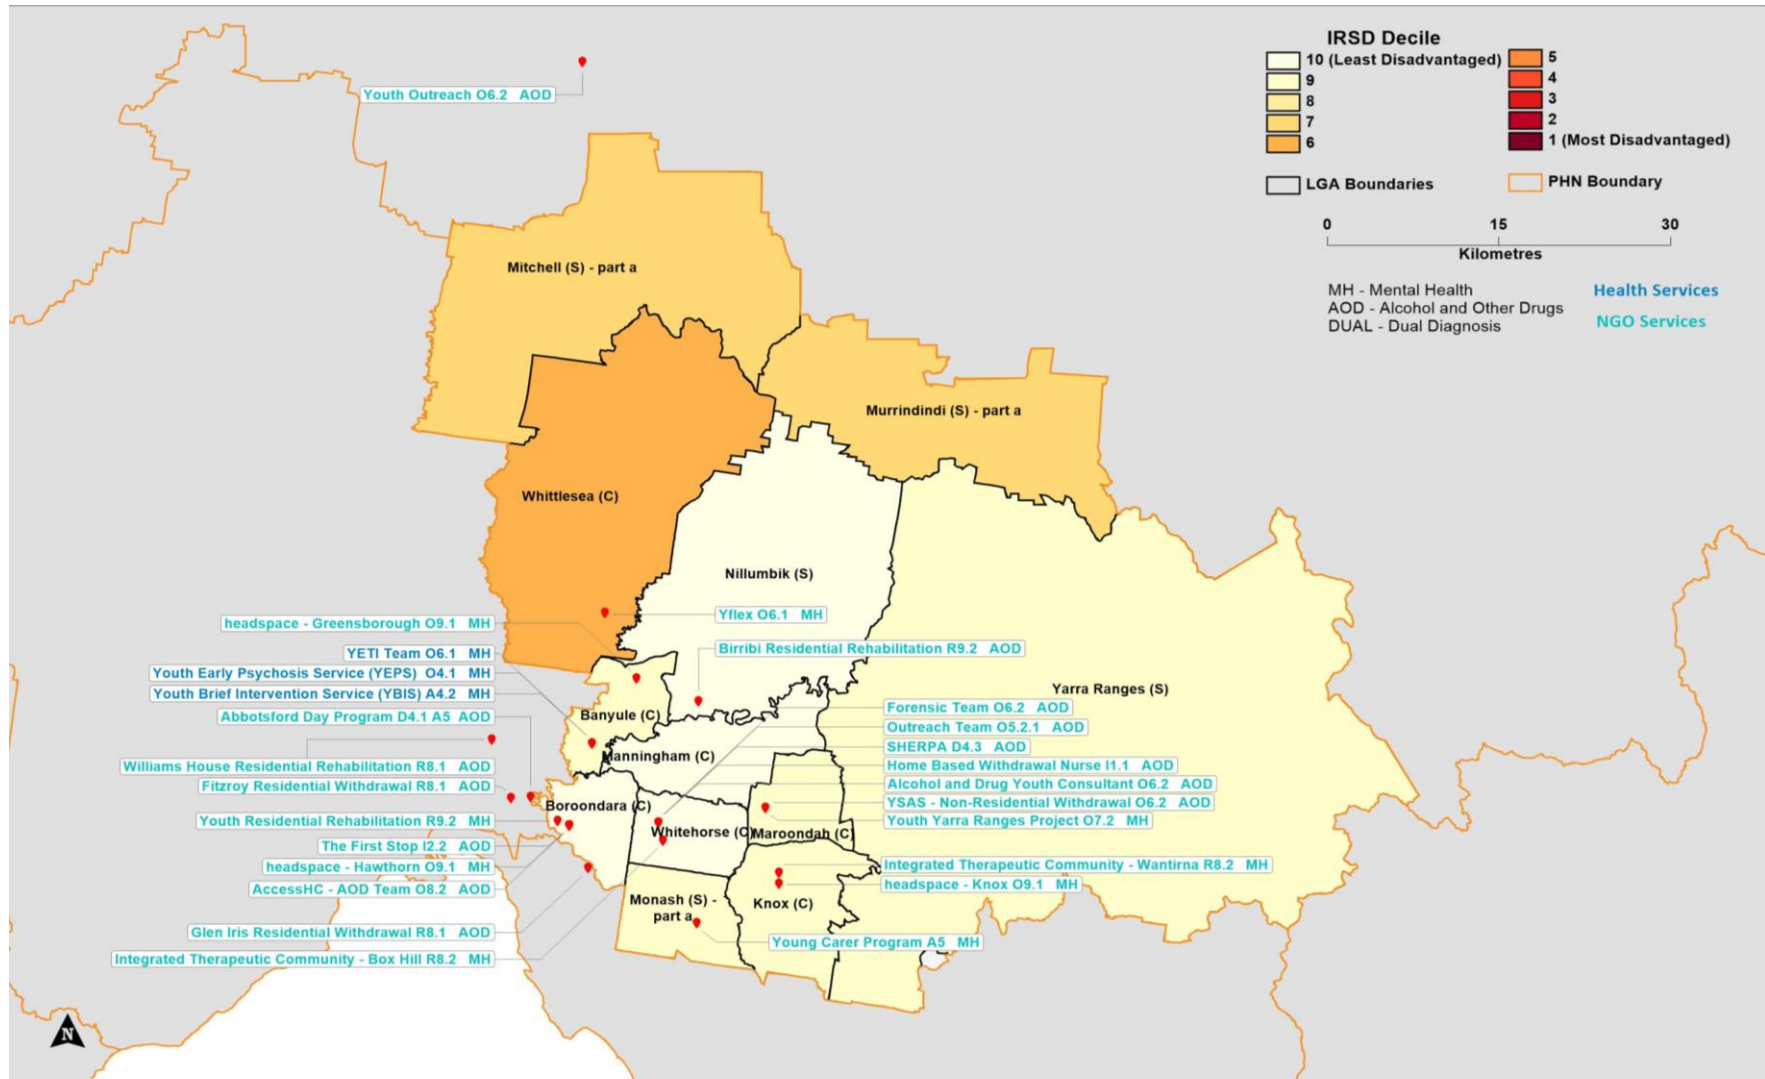 IRSD Decile
10 (Least Disadvantaged)
9
8
7
6
5
4
3
2
1 (Most Disadvantaged)
LGA Boundaries
PHN Boundary
0 15 30
Kilometres
MH - Mental Health
AOD - Alcohol and Other Drugs
DUAL - Dual Diagnosis
Health Services
NGO Services
Youth Outreach O6.2 AOD
Mitchell (S) - part a
Murrindindi (S) - part a
Whittlesea (C)
Nillumbik (S)
Yarra Ranges (S)
Banyule (C)
Manningham (C)
Boroondara (C)
Whitehorse (C)
Maroondah (C)
Monash (S) -
part a
Knox (C)
headspace - Greensborough O9.1 MH
YETI Team O6.1 MH
Youth Early Psychosis Service (YEPS) O4.1 MH
Youth Brief Intervention Service (YBIS) A4.2 MH
Abbotsford Day Program D4.1 A5 AOD
Williams House Residential Rehabilitation R8.1 AOD
Fitzroy Residential Withdrawal R8.1 AOD
Youth Residential Rehabilitation R9.2 MH
The First Stop I2.2 AOD
headspace - Hawthorn O9.1 MH
AccessHC - AOD Team O8.2 AOD
Glen Iris Residential Withdrawal R8.1 AOD
Integrated Therapeutic Community - Box Hill R8.2 MH
Yflex O6.1 MH
Birribi Residential Rehabilitation R9.2 AOD
Forensic Team O6.2 AOD
Outreach Team O5.2.1 AOD
SHERPA D4.3 AOD
Home Based Withdrawal Nurse I1.1 AOD
Alcohol and Drug Youth Consultant O6.2 AOD
YSAS - Non-Residential Withdrawal O6.2 AOD
Youth Yarra Ranges Project O7.2 MH
Integrated Therapeutic Community - Wantirna R8.2 MH
headspace - Knox O9.1 MH
Young Carer Program A5 MH
N